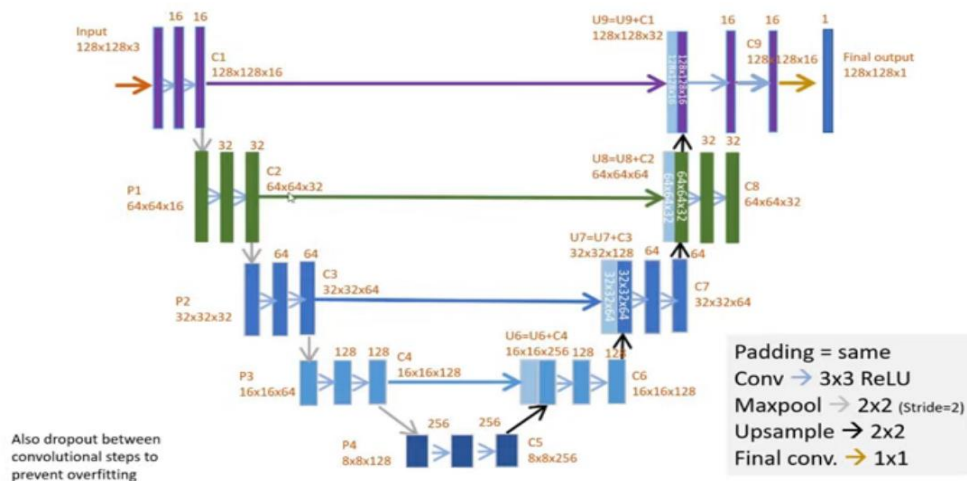 Input
128x128x3
16
16
C1
128x128x16
U9=U9+C1
128x128x32
128x128x16
128x128x16
16
16
C9
128x128x16
1
Final output
128x128x1
P1
64x64x16
32
32
C2
64x64x32
U8=U8+C2
64x64x64
64x64x32
64x64x32
32
32
C8
64x64x32
P2
32x32x32
64
64
C3
32x32x64
U7=U7+C3
32x32x128
32x32x64
32x32x64
64
64
C7
32x32x64
P3
16x16x64
128
128
C4
16x16x128
U6=U6+C4
16x16x256
128
128
C6
16x16x128
P4
8x8x128
256
256
C5
8x8x256
Also dropout between
convolutional steps to
prevent overfitting
Padding = same
Conv → 3x3 ReLU
Maxpool → 2x2 (Stride=2)
Upsample → 2x2
Final conv. → 1x1